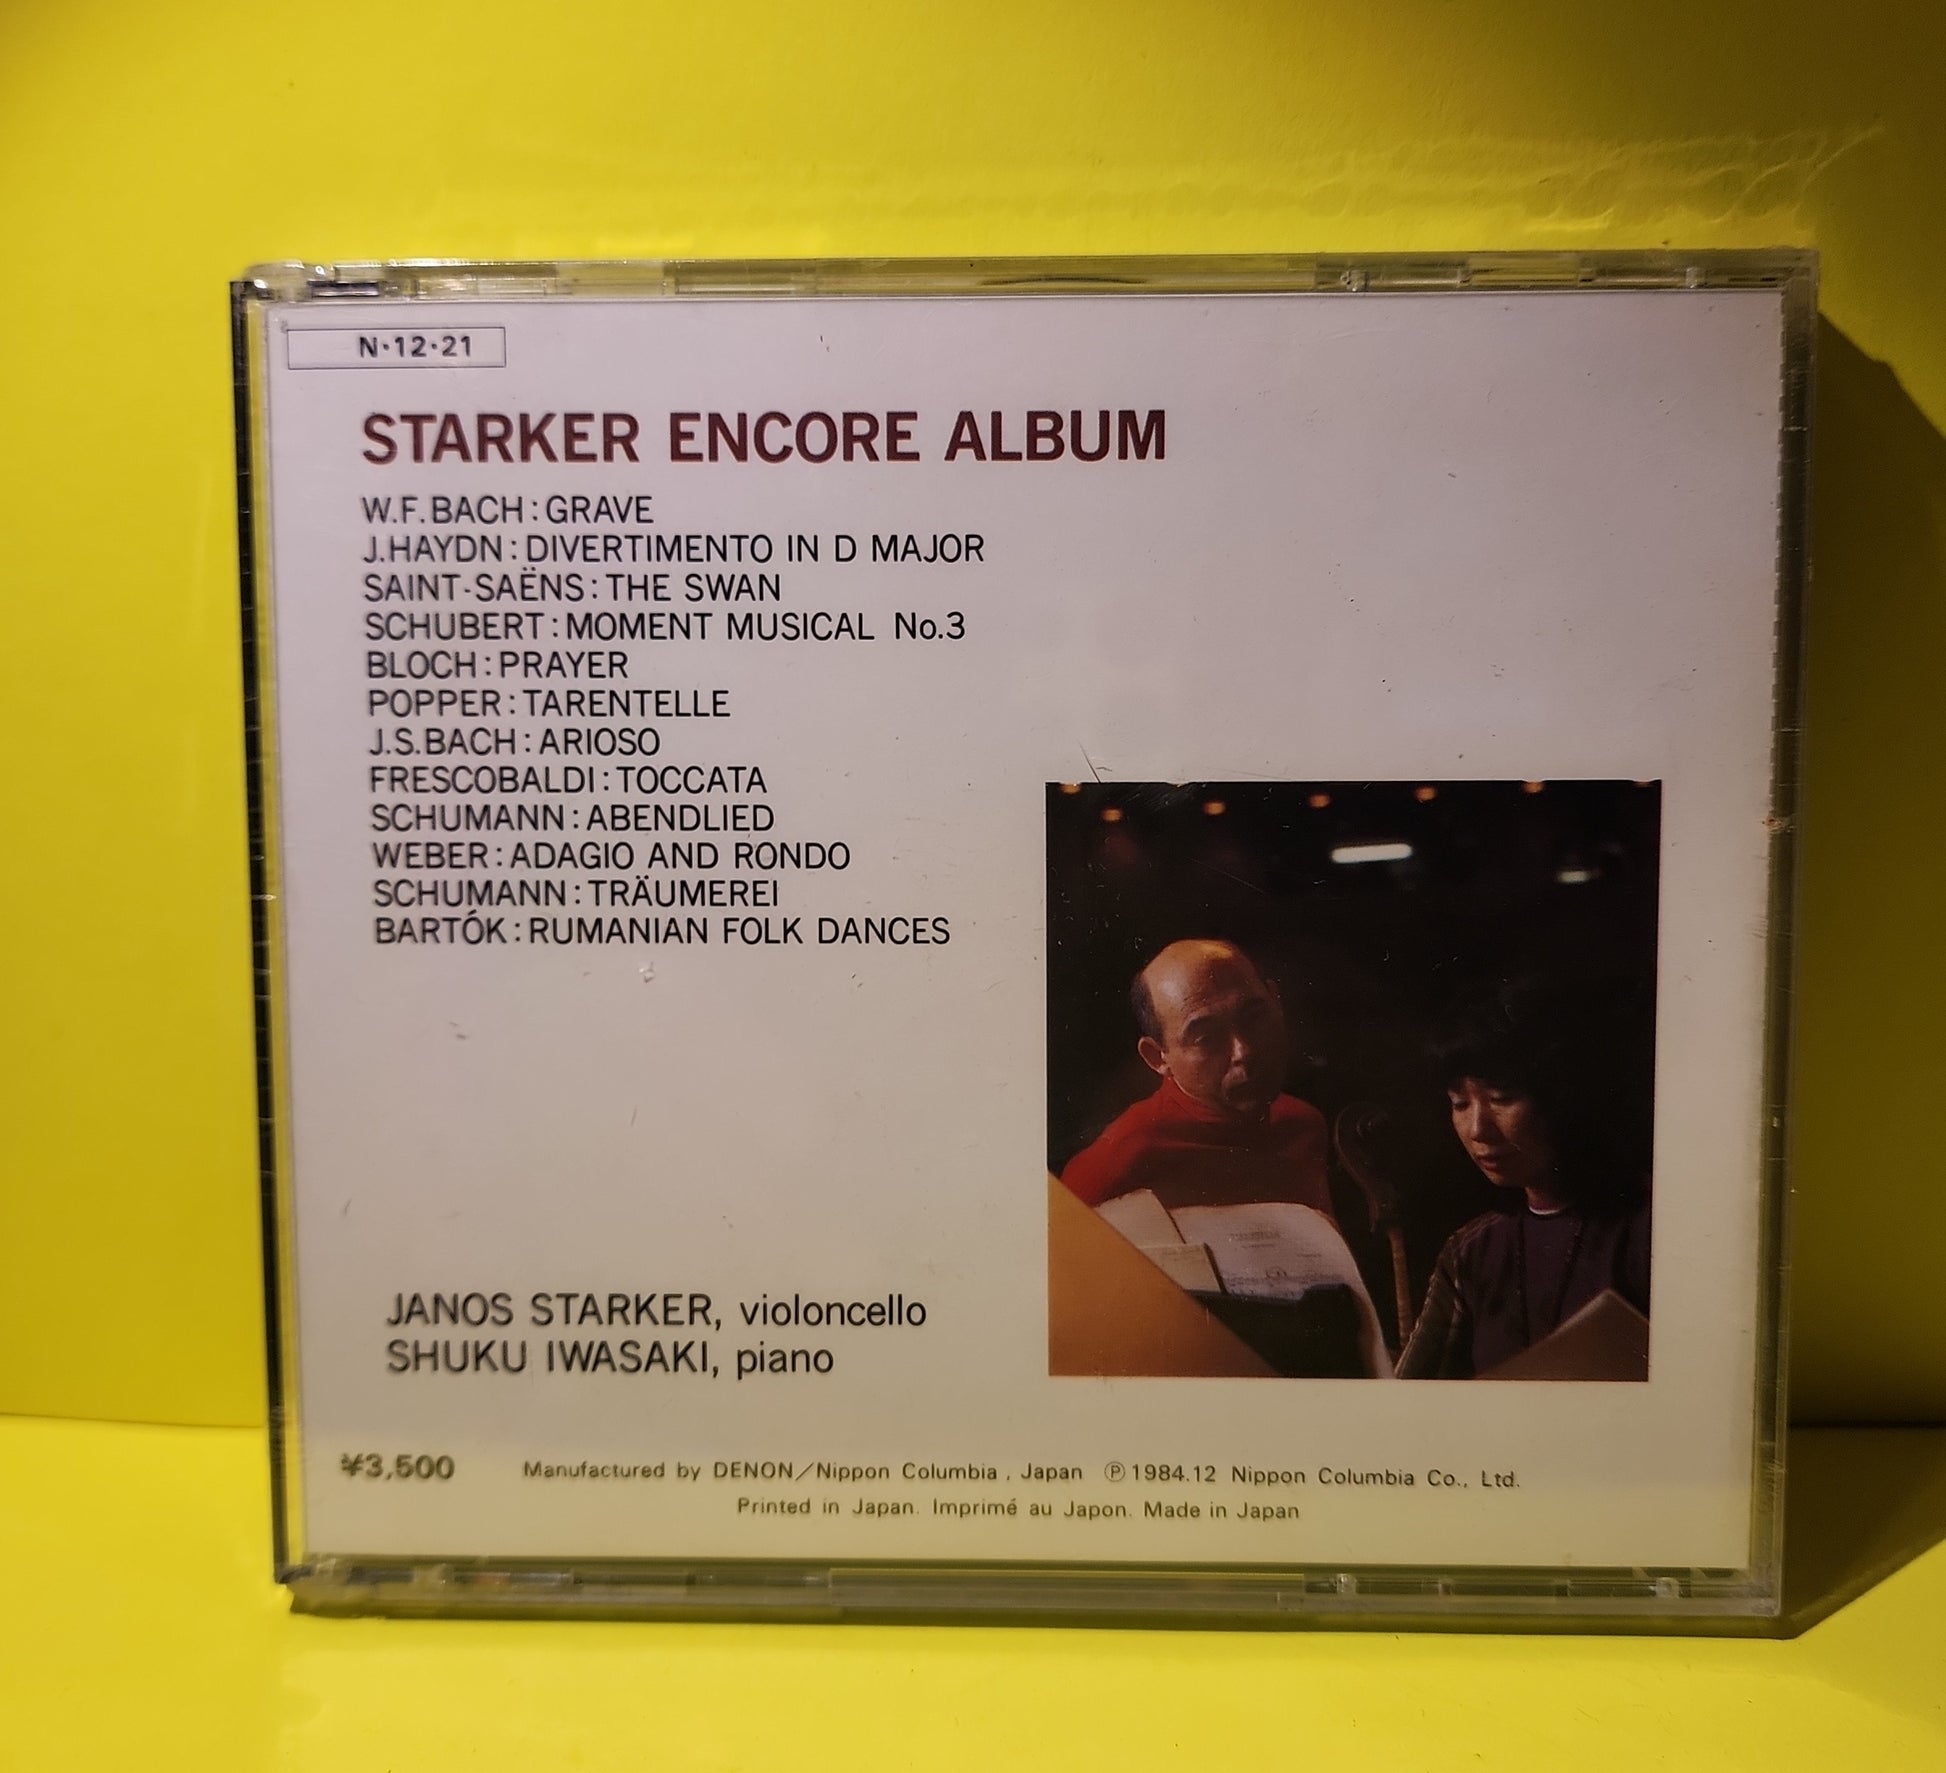 N·12·21
STARKER ENCORE ALBUM
W.F.BACH:GRAVE
J.HAYDN:DIVERTIMENTO IN D MAJOR
SAINT-SAËNS:THE SWAN
SCHUBERT:MOMENT MUSICAL No.3
BLOCH:PRAYER
POPPER:TARENTELLE
J.S.BACH:ARIOSO
FRESCOBALDI:TOCCATA
SCHUMANN:ABENDLIED
WEBER:ADAGIO AND RONDO
SCHUMANN:TRÄUMEREI
BARTÓK:RUMANIAN FOLK DANCES
JANOS STARKER, violoncello
SHUKU IWASAKI, piano
¥3,500 Manufactured by DENON/Nippon Columbia, Japan ℗1984.12 Nippon Columbia Co., Ltd.
Printed in Japan. Imprimé au Japon. Made in Japan